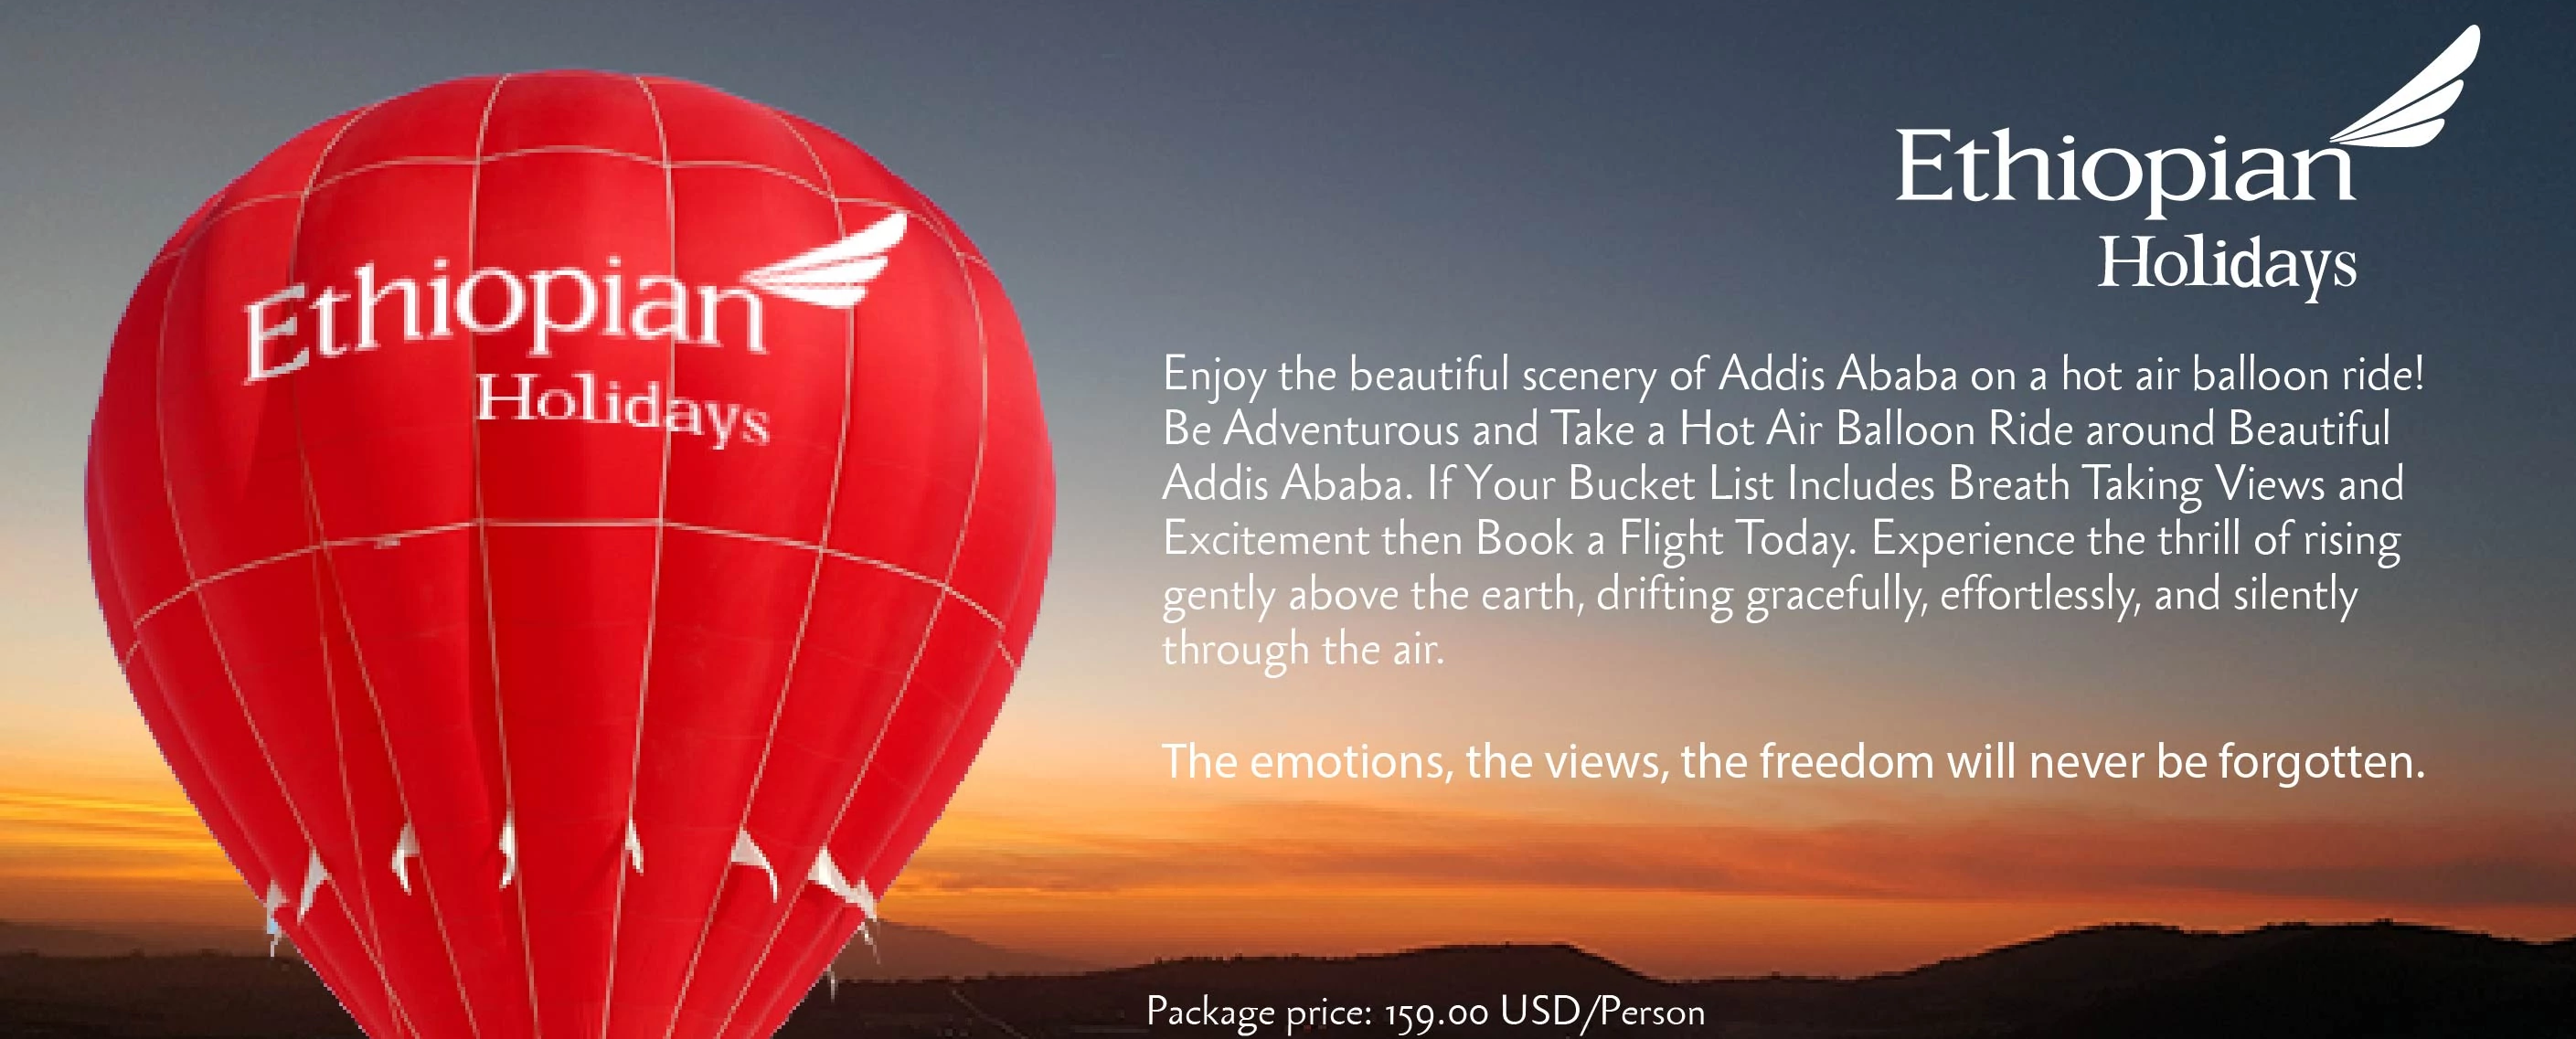 Ethiopian
Holidays
Ethiopian
Holidays
Enjoy the beautiful scenery of Addis Ababa on a hot air balloon ride!
Be Adventurous and Take a Hot Air Balloon Ride around Beautiful
Addis Ababa. If Your Bucket List Includes Breath Taking Views and
Excitement then Book a Flight Today. Experience the thrill of rising
gently above the earth, drifting gracefully, effortlessly, and silently
through the air.
The emotions, the views, the freedom will never be forgotten.
Package price: 159.00 USD/Person